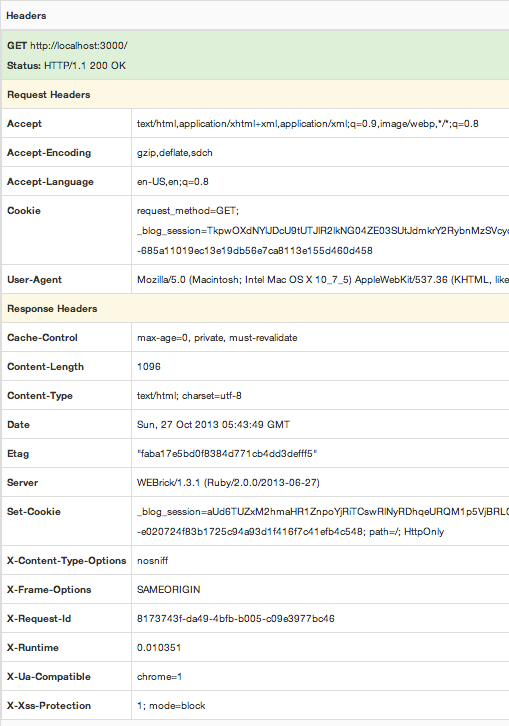 Headers
GET http://localhost:3000/
Status: HTTP/1.1 200 OK
Request Headers
Accept text/html,application/xhtml+xml,application/xml;q=0.9,image/webp,*/*;q=0.8
Accept-Encoding gzip,deflate,sdch
Accept-Language en-US,en;q=0.8
Cookie request_method=GET;
_blog_session=TkpwOXdNYlJDcU9tUTJlR2lkNG04ZE03SUtJdmkrY2RybnMzSVcyd
-685a11019ec13e19db56e7ca8113e155d460d458
User-Agent Mozilla/5.0 (Macintosh; Intel Mac OS X 10_7_5) AppleWebKit/537.36 (KHTML, like
Response Headers
Cache-Control max-age=0, private, must-revalidate
Content-Length 1096
Content-Type text/html; charset=utf-8
Date Sun, 27 Oct 2013 05:43:49 GMT
Etag "faba17e5bd0f8384d771cb4dd3defff5"
Server WEBrick/1.3.1 (Ruby/2.0.0/2013-06-27)
Set-Cookie _blog_session=aUd6TUZxM2hmaHR1ZnpoYjRiTCswRlNyRDhqeURQM1p5VjBRL0
-e020724f83b1725c94a93d1f416f7c41efb4c548; path=/; HttpOnly
X-Content-Type-Options nosniff
X-Frame-Options SAMEORIGIN
X-Request-Id 8173743f-da49-4bfb-b005-c09e3977bc46
X-Runtime 0.010351
X-Ua-Compatible chrome=1
X-Xss-Protection 1; mode=block